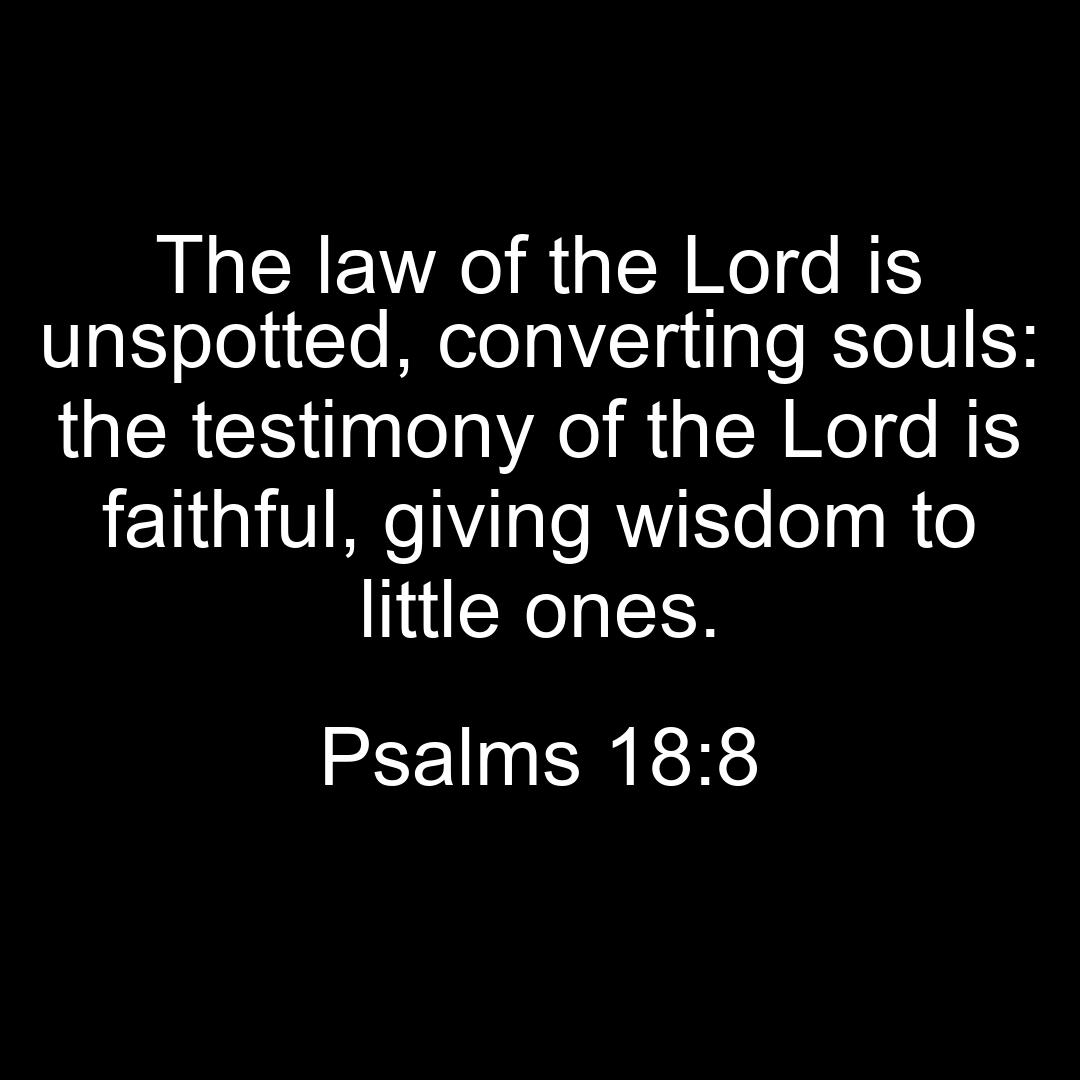 The law of the Lord is
unspotted, converting souls:
the testimony of the Lord is
faithful, giving wisdom to
little ones.
Psalms 18:8